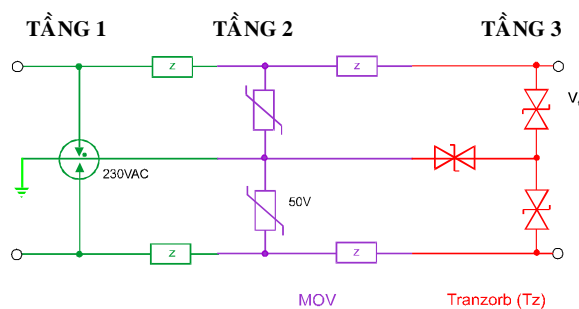 TẦNG 1 TẦNG 2 TẦNG 3
z z
230VAC
50V
z z
MOV Tranzorb (Tz)